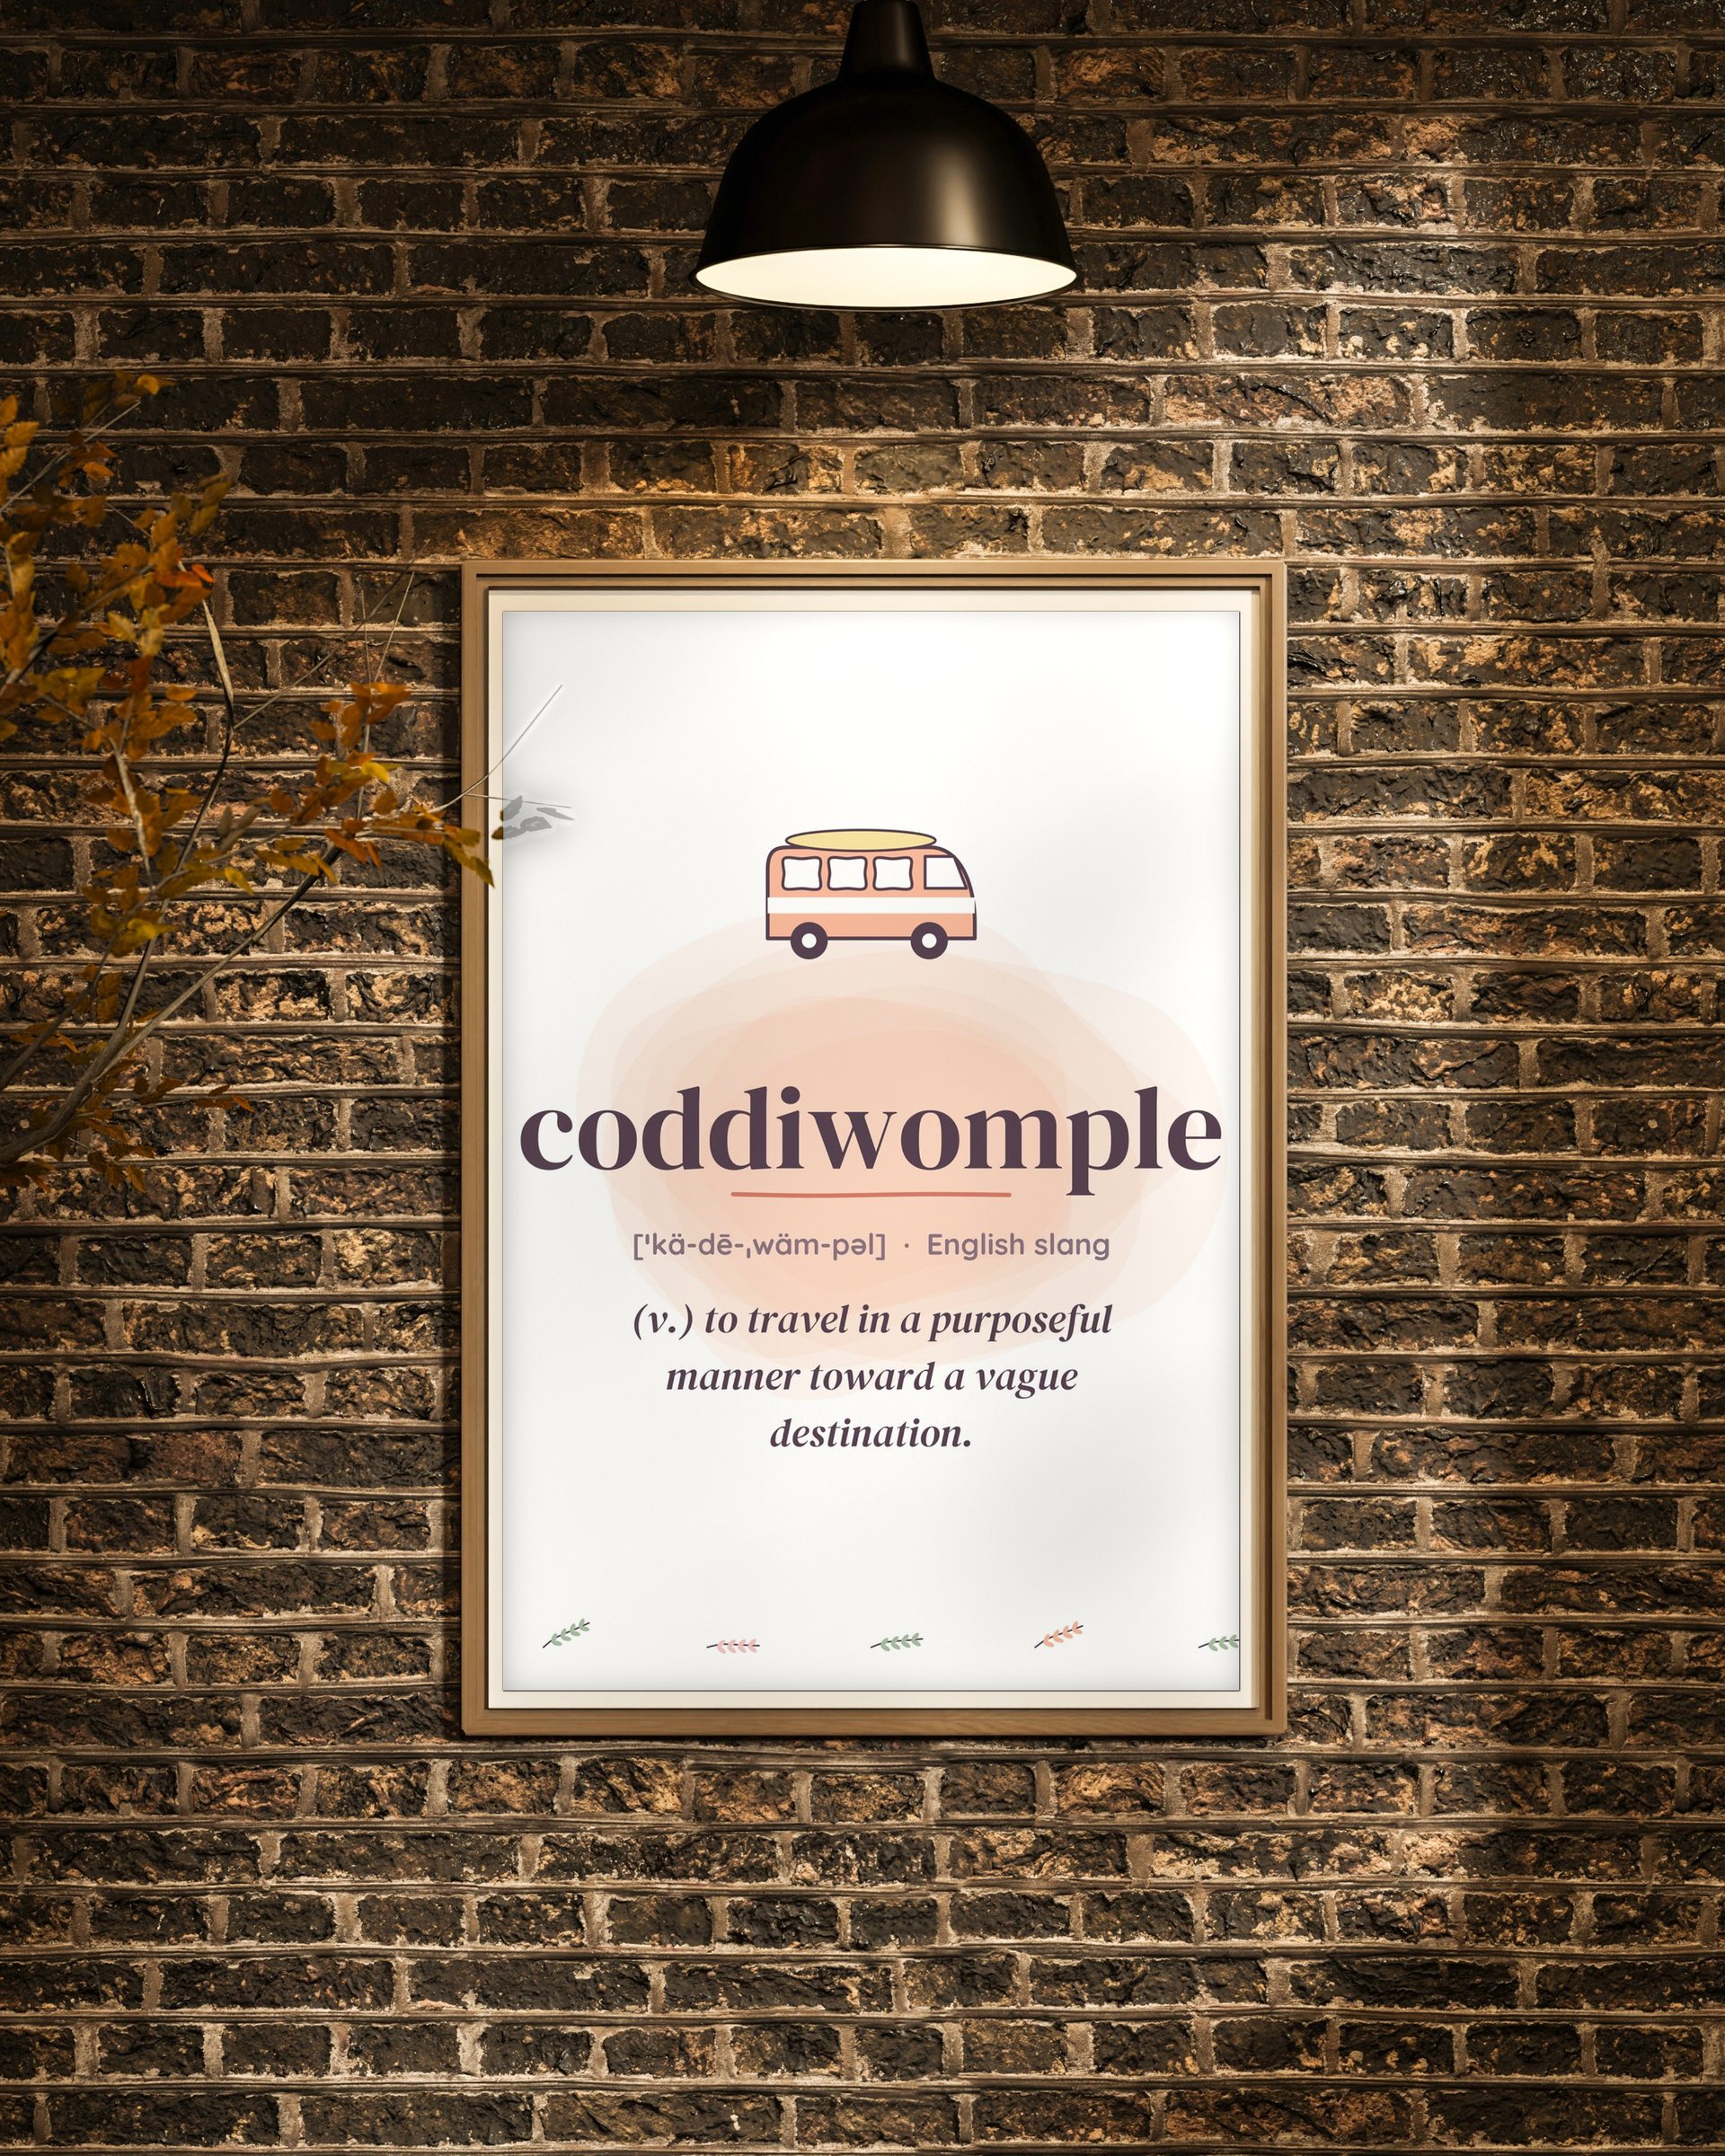 coddiwomple
[ˈkä-dē-ˌwäm-pəl] · English slang
(v.) to travel in a purposeful
manner toward a vague
destination.